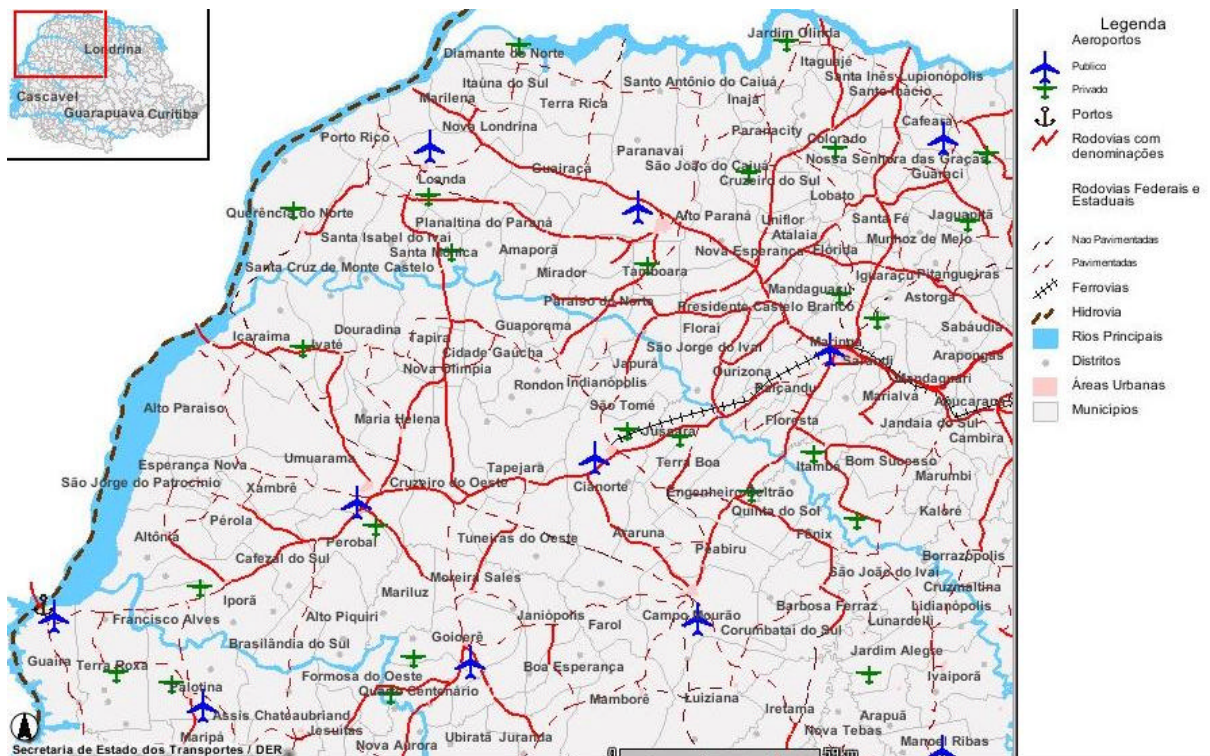 Londrina
Cascavel
Guarapuava Curitiba
Legenda
Aeroportos
Publico
Privado
Portos
Rodovias com
denominações
Rodovias Federais e
Estaduais
Nao Pavimentadas
Pavimentadas
Ferrovias
Hidrovia
Rios Principais
Distritos
Áreas Urbanas
Municípios
Jardim Olinda
Diamante do Norte
Itaguajé
Itaúna do Sul
Santo Antônio do Caiuá
Santa Inês
Lupionópolis
Santo Inácio
Marilena
Terra Rica
Inajá
Cafeara
Nova Londrina
Porto Rico
Paranacity
Colorado
Paranavaí
Nossa Senhora das Graças
Guairaçá
São João do Caiuá
Guaraci
Loanda
Cruzeiro do Sul
Lobato
Querência do Norte
Planaltina do Paraná
Alto Paraná
Uniflor
Santa Fé
Jaguapitã
Santa Isabel do Ivaí
Atalaia
Munhoz de Melo
Santa Mônica
Amaporã
Nova Esperança
Flórida
Santa Cruz de Monte Castelo
Mirador
Tamboara
Iguaraçu
Pitangueiras
Mandaguaçu
Astorga
Paraíso do Norte
Presidente Castelo Branco
Icaraíma
Douradina
Tapira
Guaporema
Floraí
Sabáudia
Ivaté
Cidade Gaúcha
São Jorge do Ivaí
Maringá
Sarandi
Arapongas
Nova Olímpia
Japurá
Ourizona
Mandaguari
Rondon
Indianópolis
Paiçandu
Marialva
Apucarana
Alto Paraiso
Maria Helena
São Tomé
Floresta
Jandaia do Sul
Jussara
Cambira
Umuarama
Esperança Nova
Tapejara
Terra Boa
Itambé
Bom Sucesso
São Jorge do Patrocínio
Xambrê
Cruzeiro do Oeste
Cianorte
Marumbi
Engenheiro Beltrão
Pérola
Quinta do Sol
Kaloré
Altônia
Perobal
Tuneiras do Oeste
Araruna
Fênix
Cafezal do Sul
Peabiru
Borrazópolis
Moreira Sales
São João do Ivaí
Cruzmaltina
Iporã
Mariluz
Barbosa Ferraz
Lidianópolis
Francisco Alves
Alto Piquiri
Janiópolis
Farol
Campo Mourão
Lunardelli
Corumbataí do Sul
Brasilândia do Sul
Goioerê
Jardim Alegre
Guaíra
Terra Roxa
Formosa do Oeste
Boa Esperança
Ivaiporã
Palotina
Quarto Centenário
Mamborê
Luiziana
Iretama
Assis Chateaubriand
Arapuã
Jesuítas
Nova Tebas
Maripá
Ubiratã
Juranda
Manoel Ribas
Nova Aurora
Secretaria de Estado dos Transportes / DER
0
59 km